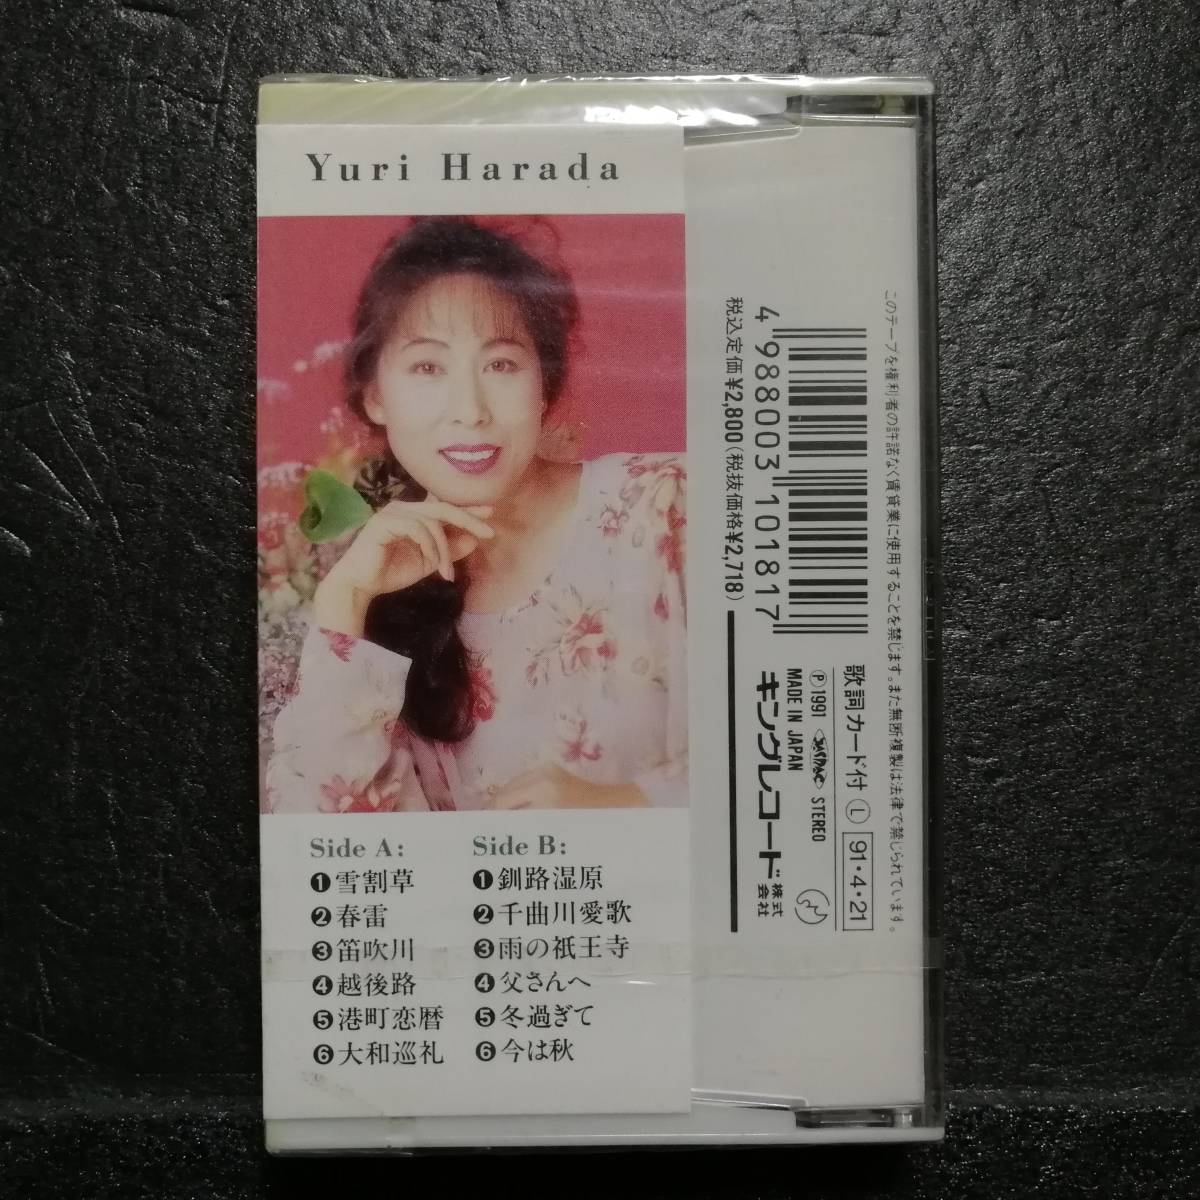 Yuri Harada
Side A:
❶雪割草
❷春雷
❸笛吹川
❹越後路
❺港町恋暦
❻大和巡礼
Side B:
❶釧路湿原
❷千曲川愛歌
❸雨の祇王寺
❹父さんへ
❺冬過ぎて
❻今は秋
このテープを権利者の許諾なく賃貸業に使用することを禁じます。また無断複製は法律で禁じられています。
4 988003 101817
税込定価¥2,800(税抜価格¥2,718)
歌詞カード付 Ⓛ 91・4・21
Ⓟ1991 JASRAC STEREO
MADE IN JAPAN
キングレコード株式会社